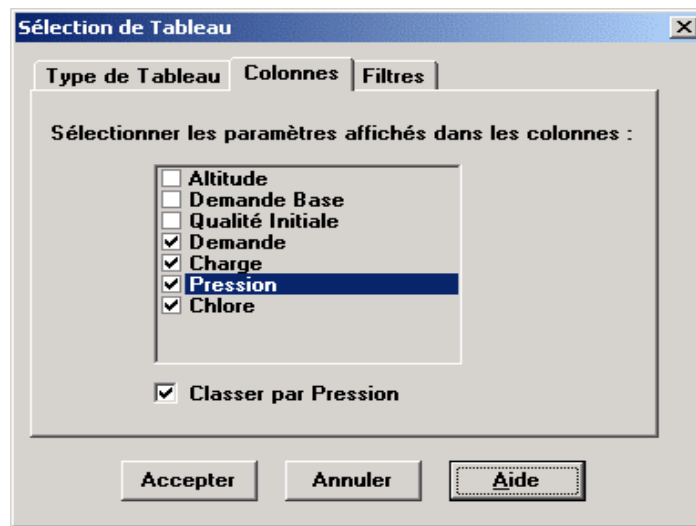 Sélection de Tableau
Type de Tableau Colonnes Filtres
Sélectionner les paramètres affichés dans les colonnes :
Altitude
Demande Base
Qualité Initiale
Demande
Charge
Pression
Chlore
Classer par Pression
Accepter Annuler Aide